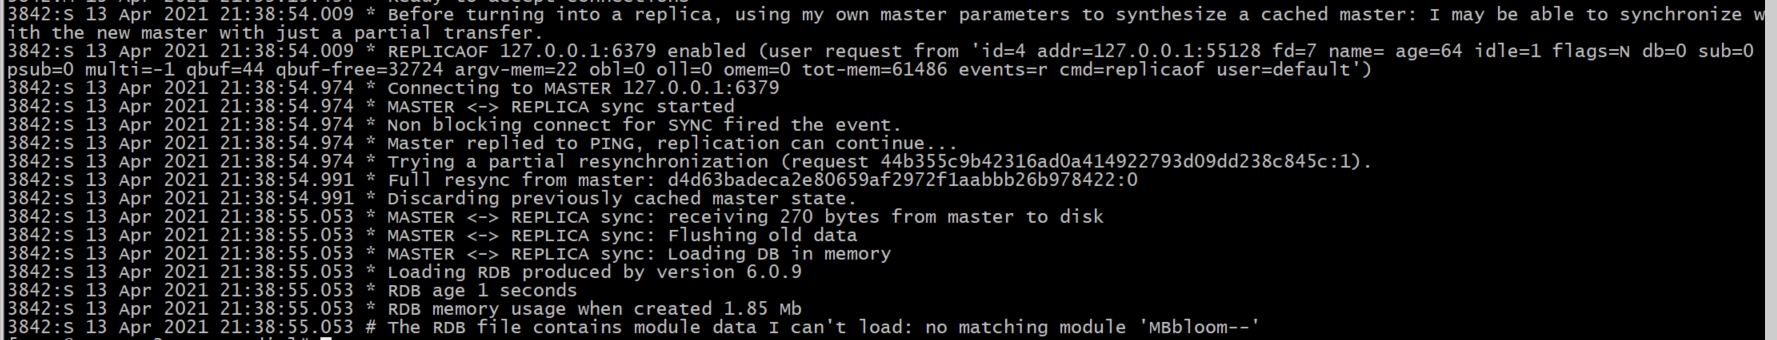 3842:S 13 Apr 2021 21:38:54.009 * Before turning into a replica, using my own master parameters to synthesize a cached master: I may be able to synchronize w
ith the new master with just a partial transfer.
3842:S 13 Apr 2021 21:38:54.009 * REPLICAOF 127.0.0.1:6379 enabled (user request from 'id=4 addr=127.0.0.1:55128 fd=7 name= age=64 idle=1 flags=N db=0 sub=0
psub=0 multi=-1 qbuf=44 qbuf-free=32724 argv-mem=22 obl=0 oll=0 omem=0 tot-mem=61486 events=r cmd=replicaof user=default')
3842:S 13 Apr 2021 21:38:54.974 * Connecting to MASTER 127.0.0.1:6379
3842:S 13 Apr 2021 21:38:54.974 * MASTER <-> REPLICA sync started
3842:S 13 Apr 2021 21:38:54.974 * Non blocking connect for SYNC fired the event.
3842:S 13 Apr 2021 21:38:54.974 * Master replied to PING, replication can continue...
3842:S 13 Apr 2021 21:38:54.974 * Trying a partial resynchronization (request 44b355c9b42316ad0a414922793d09dd238c845c:1).
3842:S 13 Apr 2021 21:38:54.991 * Full resync from master: d4d63badeca2e80659af2972f1aabbb26b978422:0
3842:S 13 Apr 2021 21:38:54.991 * Discarding previously cached master state.
3842:S 13 Apr 2021 21:38:55.053 * MASTER <-> REPLICA sync: receiving 270 bytes from master to disk
3842:S 13 Apr 2021 21:38:55.053 * MASTER <-> REPLICA sync: Flushing old data
3842:S 13 Apr 2021 21:38:55.053 * MASTER <-> REPLICA sync: Loading DB in memory
3842:S 13 Apr 2021 21:38:55.053 * Loading RDB produced by version 6.0.9
3842:S 13 Apr 2021 21:38:55.053 * RDB age 1 seconds
3842:S 13 Apr 2021 21:38:55.053 * RDB memory usage when created 1.85 Mb
3842:S 13 Apr 2021 21:38:55.053 # The RDB file contains module data I can't load: no matching module 'MBbloom--'